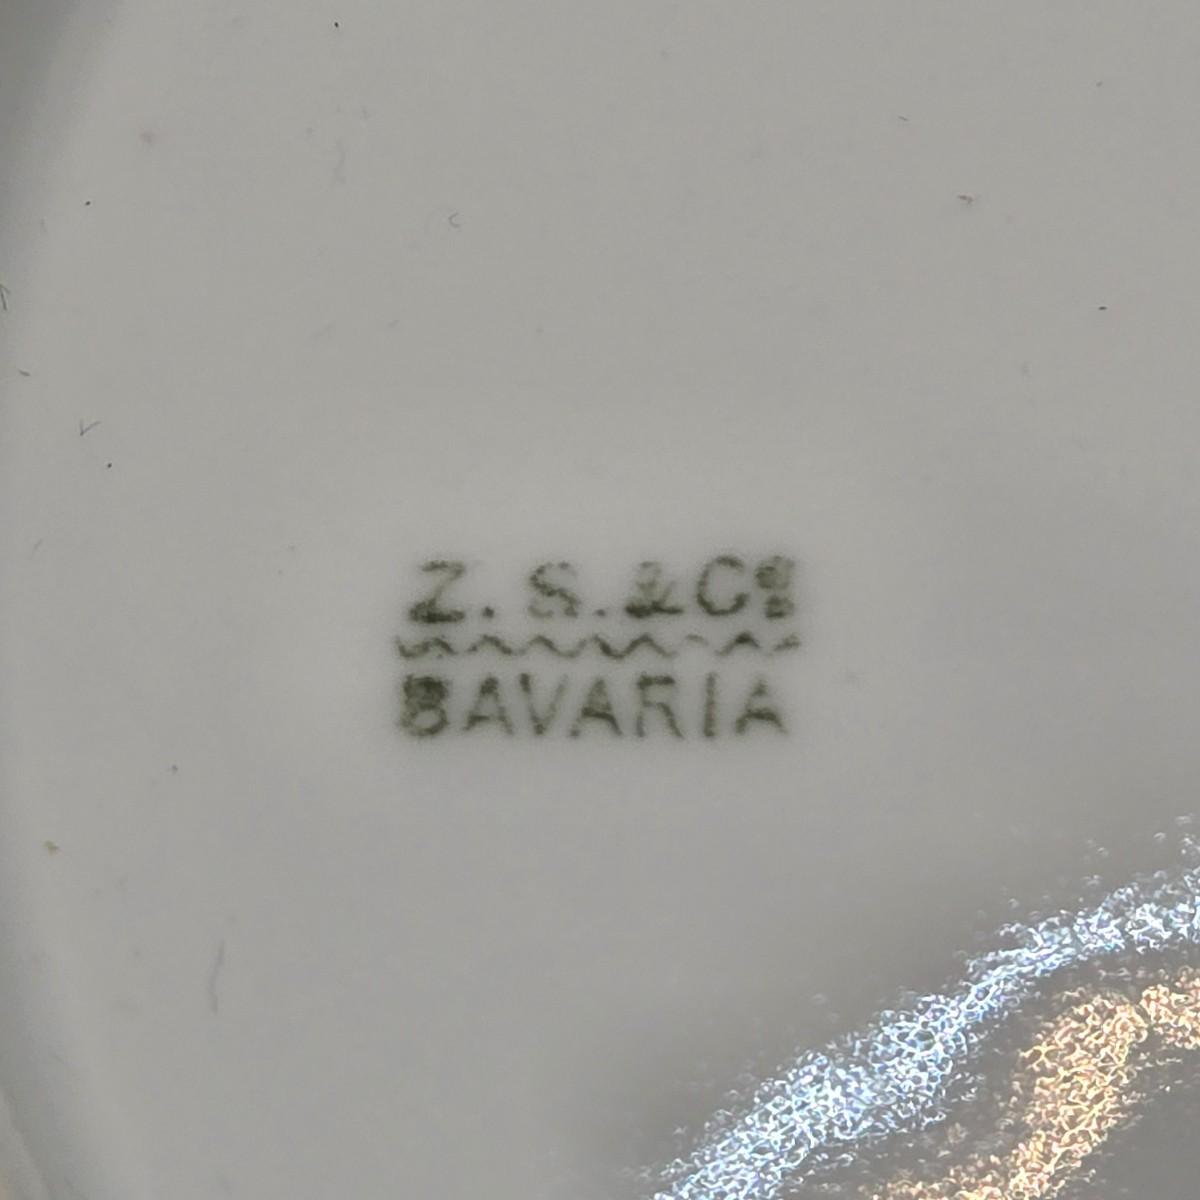 Z. S. & Co
BAVARIA